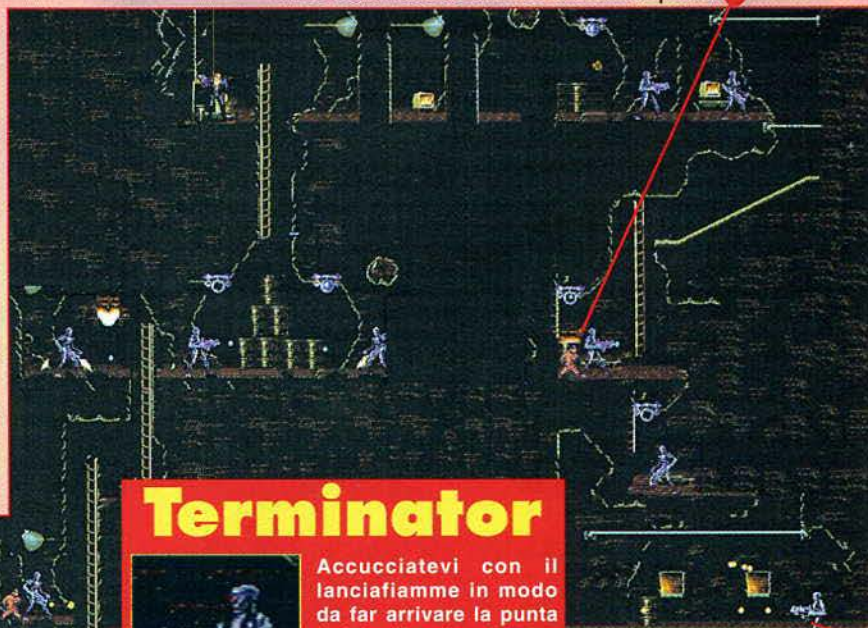 Terminator
Accucciatevi con il
lanciafiamme in modo
da far arrivare la punta